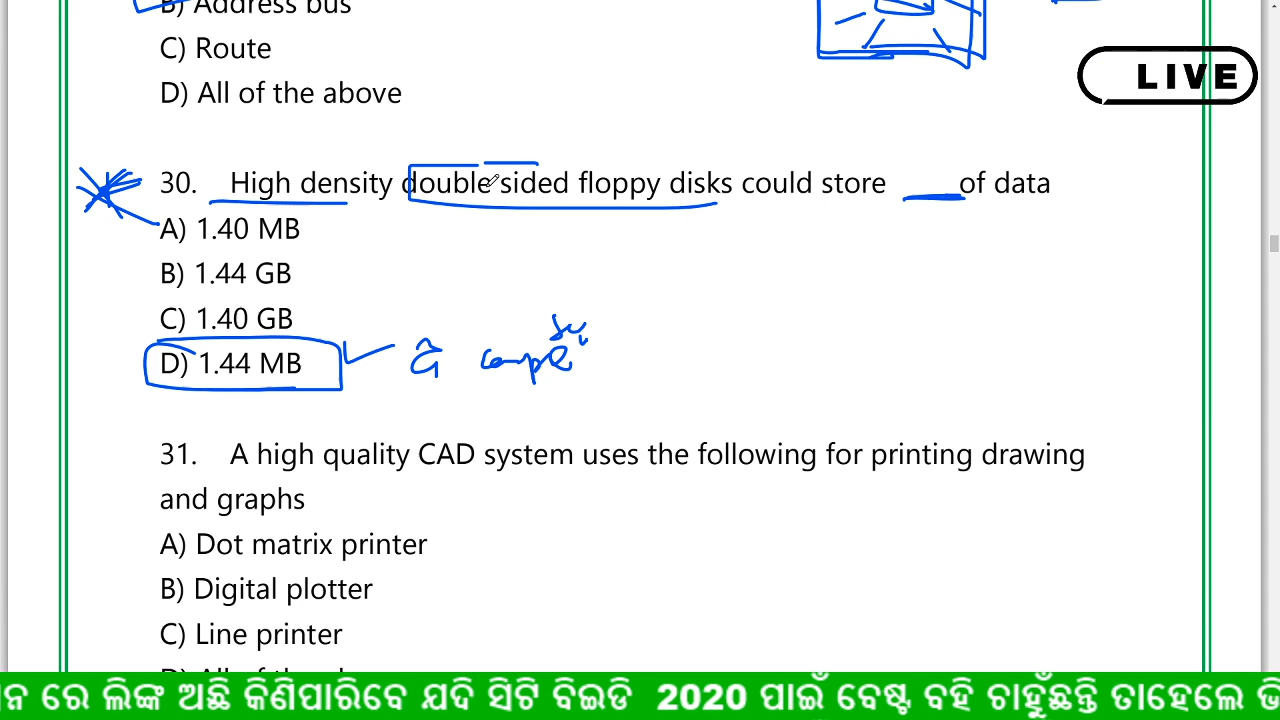 B) Address bus
C) Route
D) All of the above
LIVE
30. High density double sided floppy disks could store ___ of data
A) 1.40 MB
B) 1.44 GB
C) 1.40 GB
D) 1.44 MB
31. A high quality CAD system uses the following for printing drawing
and graphs
A) Dot matrix printer
B) Digital plotter
C) Line printer
ନ ରେ ଲିଙ୍କ ଅଛି କିଣିପାରିବେ ଯଦି ସିଟି ବିଇଡି 2020 ପାଇଁ ବେଷ୍ଟ ବହି ଚାହୁଁଛନ୍ତି ତାହେଲେ ଭି